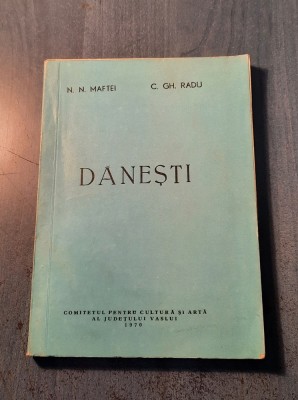 N. N. MAFTEI C. GH. RADU
DANEȘTI
COMITETUL PENTRU CULTURĂ ȘI ARTĂ
AL JUDEȚULUI VASLUI
1970